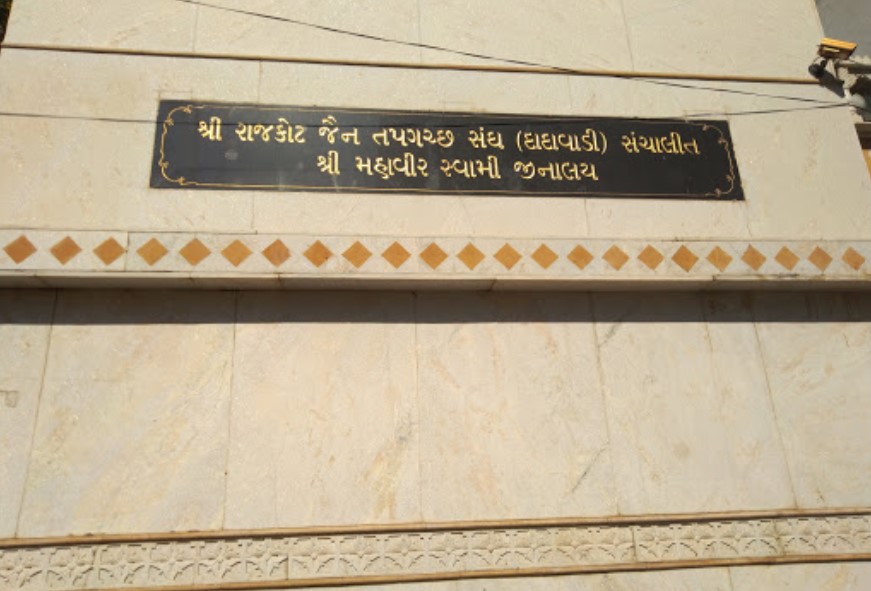 શ્રી રાજકોટ જૈન તપગચ્છ સંઘ (દાદાવાડી) સંચાલીત
શ્રી મહાવીર સ્વામી જીનાલય